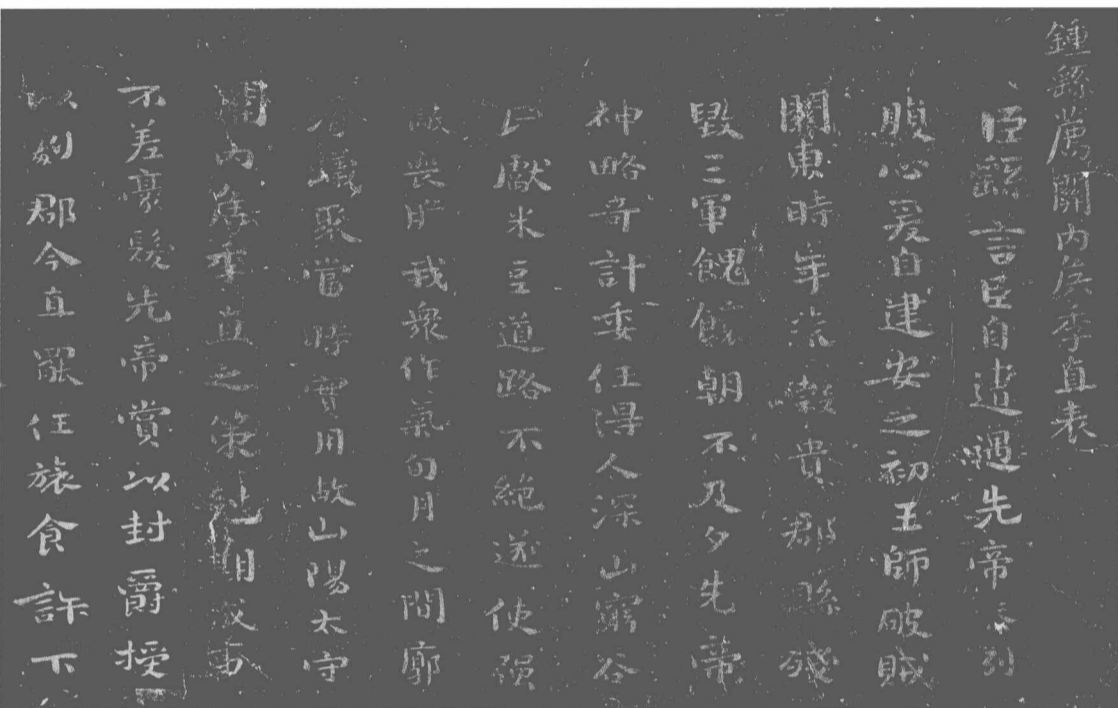 鍾繇薦關內侯季直表
臣繇言臣自遭遇先帝忝列
腹心爰自建安之初王師破賊
關東時年荒穀貴郡縣殘
毀三軍餽饟朝不及夕先帝
神略奇計委任得人深山窮谷
民獻米豆道路不絕遂使强
敵喪膽我眾作氣旬月之間廓
清蟻聚當時實用故山陽太守
關內侯季直之策剋期成事
不差豪髮先帝賞以封爵授
以劇郡今直罷任旅食許下